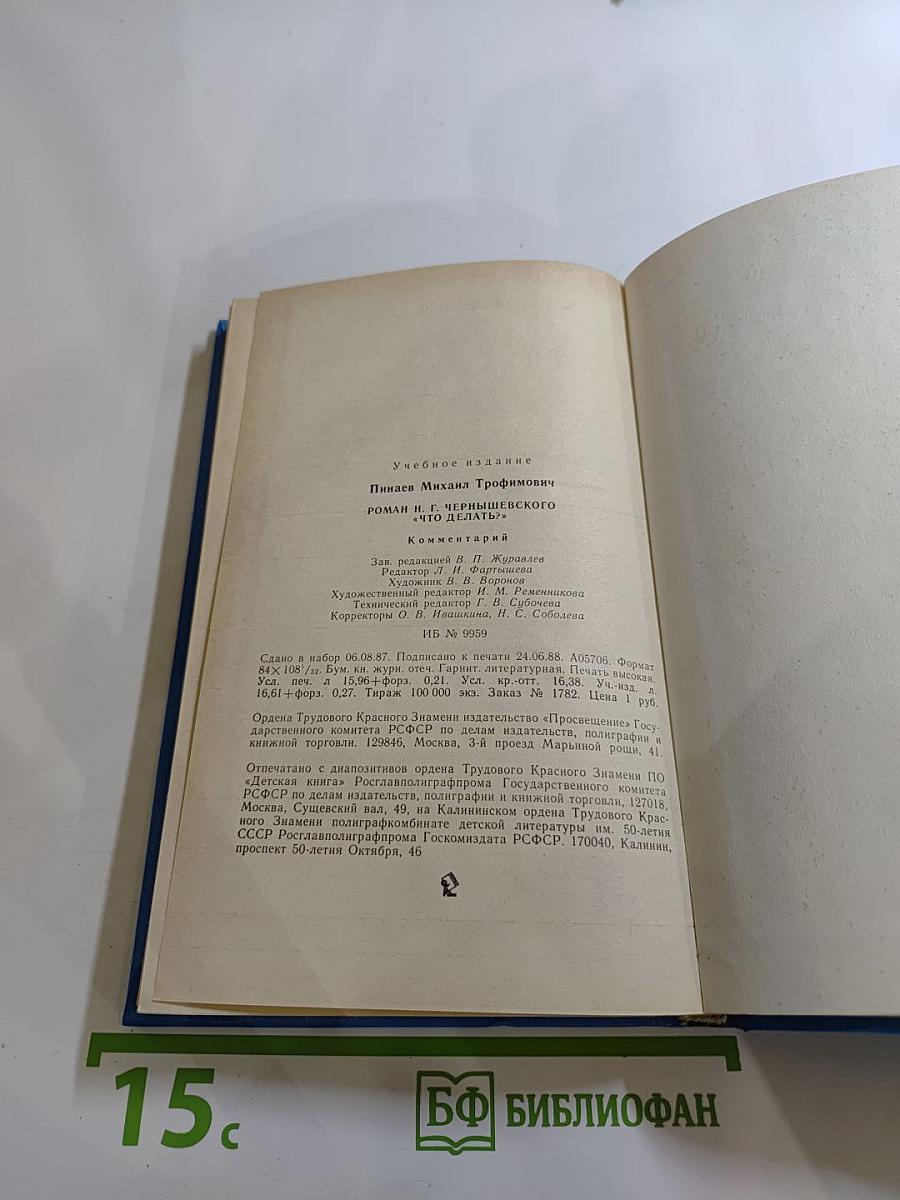 Учебное издание
Пинаев Михаил Трофимович
РОМАН Н. Г. ЧЕРНЫШЕВСКОГО
«ЧТО ДЕЛАТЬ?»
Комментарий
Зав. редакцией В. П. Журавлев
Редактор Л. И. Фартышева
Художник В. В. Воронов
Художественный редактор И. М. Ременникова
Технический редактор Г. В. Субочева
Корректоры О. В. Ивашкина, Н. С. Соболева
ИБ № 9959
Сдано в набор 06.08.87. Подписано к печати 24.06.88. А05706. Формат
84×108¹/₃₂. Бум. кн. журн. отеч. Гарнит. литературная. Печать высокая.
Усл. печ. л 15,96+форз. 0,21. Усл. кр.-отт. 16,38. Уч.-изд. л.
16,61+форз. 0,27. Тираж 100 000 экз. Заказ № 1782. Цена 1 руб.
Ордена Трудового Красного Знамени издательство «Просвещение» Госу-
дарственного комитета РСФСР по делам издательств, полиграфии и
книжной торговли. 129846, Москва, 3-й проезд Марьиной рощи, 41.
Отпечатано с диапозитивов ордена Трудового Красного Знамени ПО
«Детская книга» Росглавполиграфпрома Государственного комитета
РСФСР по делам издательств, полиграфии и книжной торговли, 127018,
Москва, Сущевский вал, 49, на Калининском ордена Трудового Крас-
ного Знамени полиграфкомбинате детской литературы им. 50-летия
СССР Росглавполиграфпрома Госкомиздата РСФСР. 170040, Калинин,
проспект 50-летия Октября, 46
15 с
БФ БИБЛИОФАН